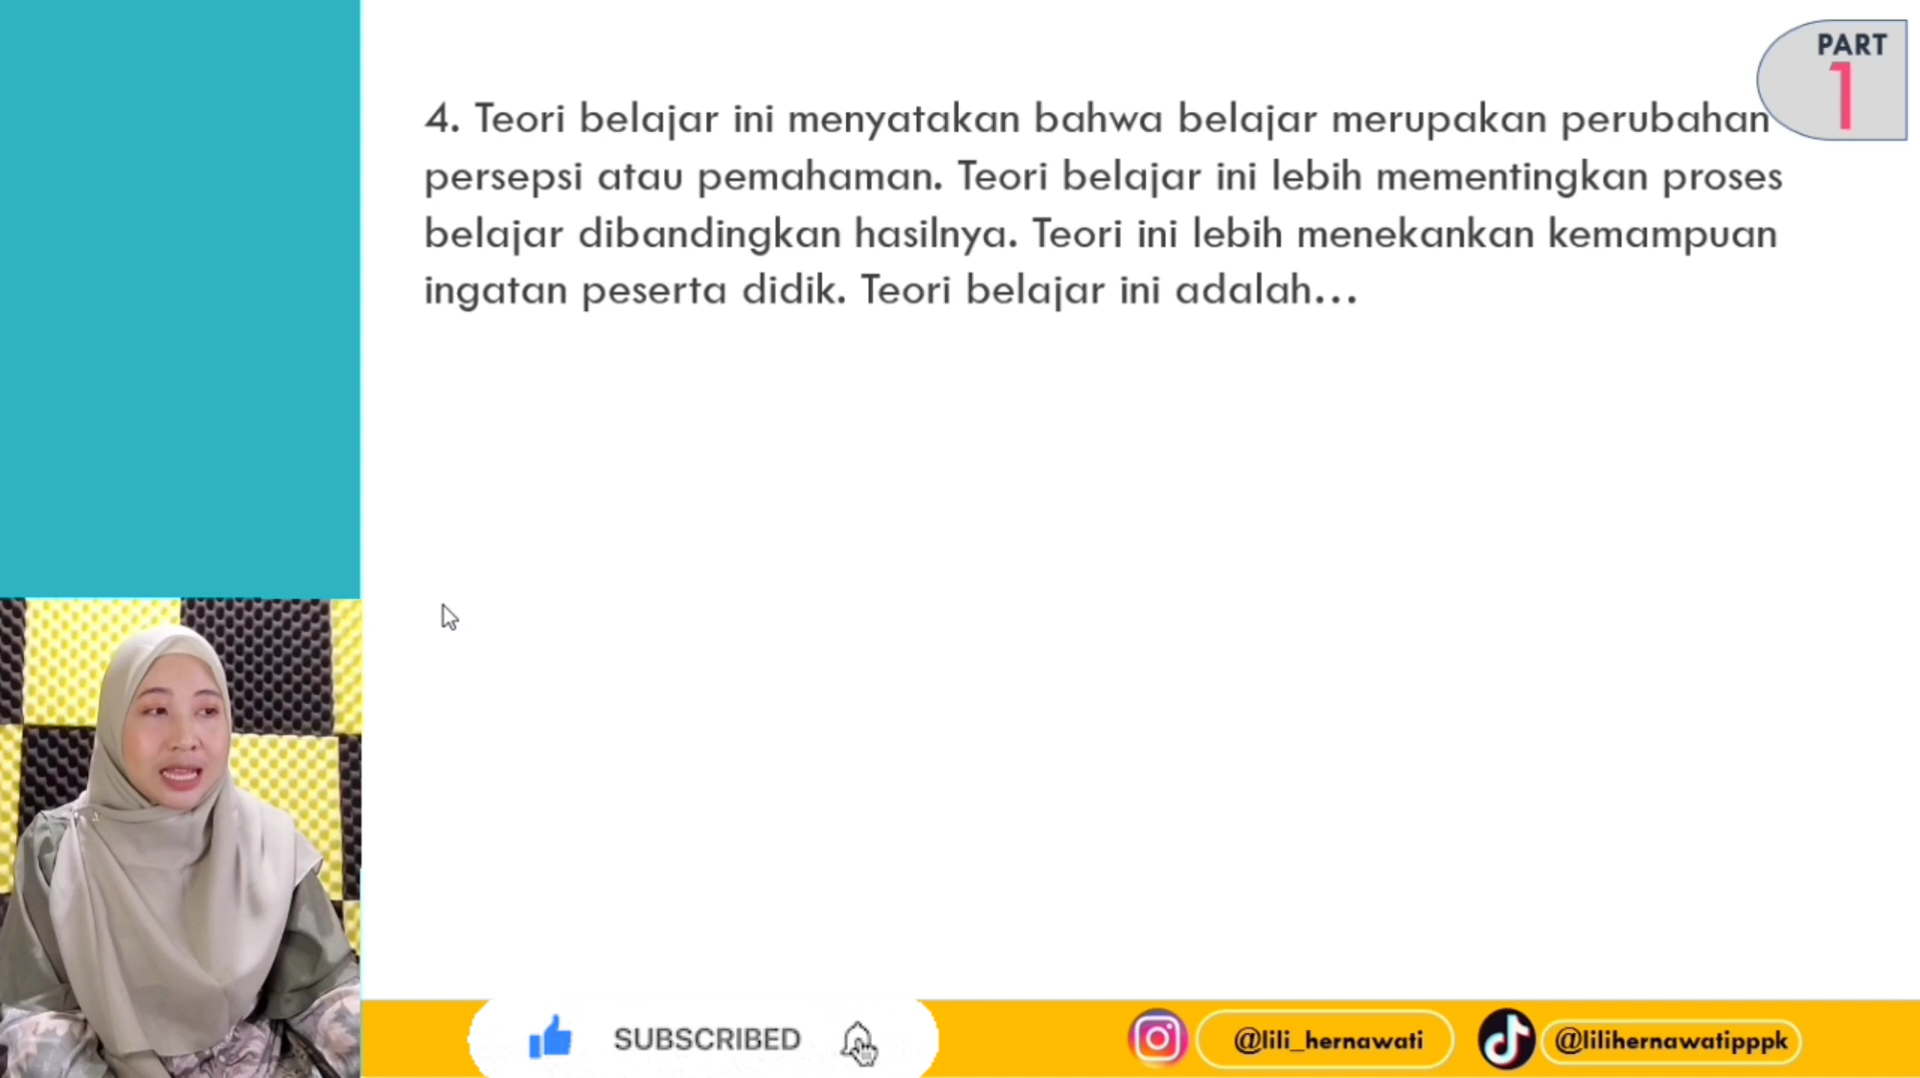 PART
1
4. Teori belajar ini menyatakan bahwa belajar merupakan perubahan
persepsi atau pemahaman. Teori belajar ini lebih mementingkan proses
belajar dibandingkan hasilnya. Teori ini lebih menekankan kemampuan
ingatan peserta didik. Teori belajar ini adalah...
SUBSCRIBED
@lili_hernawati
@lilihernawatipppk